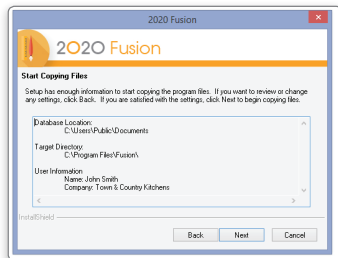 2020 Fusion
2020 Fusion
Start Copying Files
Setup has enough information to start copying the program files. If you want to review or change
any settings, click Back. If you are satisfied with the settings, click Next to begin copying files.
Database Location:
C:\Users\Public\Documents
Target Directory:
C:\Program Files\Fusion\
User Information
Name: John Smith
Company: Town & Country Kitchens
InstallShield
Back
Next
Cancel